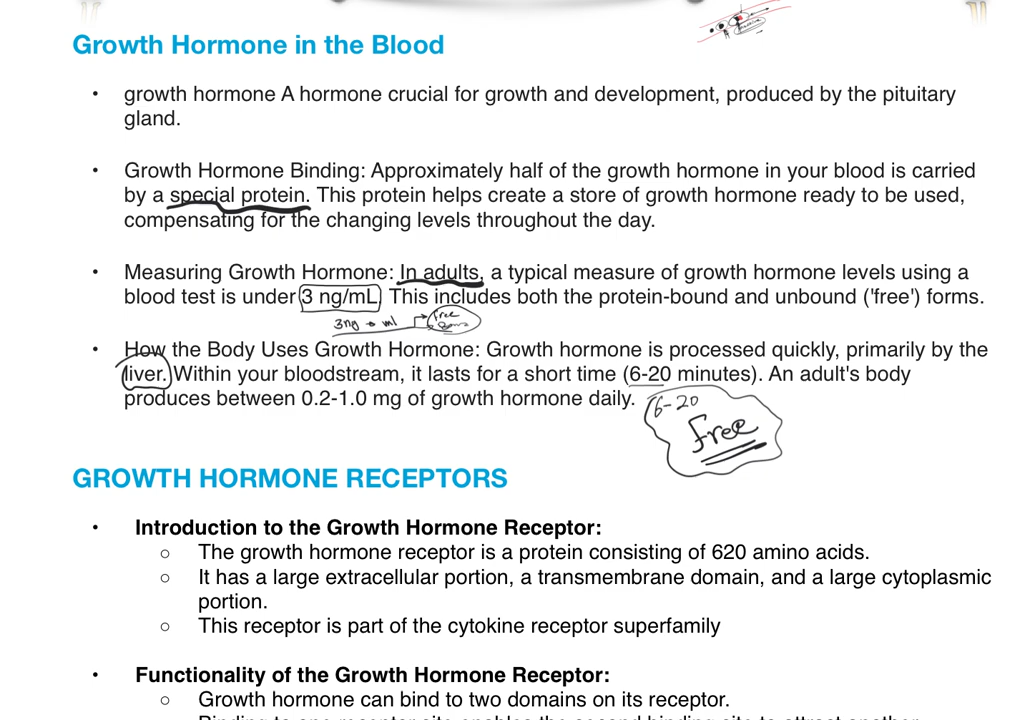 Growth Hormone in the Blood
• growth hormone A hormone crucial for growth and development, produced by the pituitary
gland.
• Growth Hormone Binding: Approximately half of the growth hormone in your blood is carried
by a special protein. This protein helps create a store of growth hormone ready to be used,
compensating for the changing levels throughout the day.
• Measuring Growth Hormone: In adults, a typical measure of growth hormone levels using a
blood test is under 3 ng/mL. This includes both the protein-bound and unbound ('free') forms.
3ng → ml free
• How the Body Uses Growth Hormone: Growth hormone is processed quickly, primarily by the
liver. Within your bloodstream, it lasts for a short time (6-20 minutes). An adult's body
produces between 0.2-1.0 mg of growth hormone daily.
6-20
free
GROWTH HORMONE RECEPTORS
• Introduction to the Growth Hormone Receptor:
○ The growth hormone receptor is a protein consisting of 620 amino acids.
○ It has a large extracellular portion, a transmembrane domain, and a large cytoplasmic
portion.
○ This receptor is part of the cytokine receptor superfamily
• Functionality of the Growth Hormone Receptor:
○ Growth hormone can bind to two domains on its receptor.